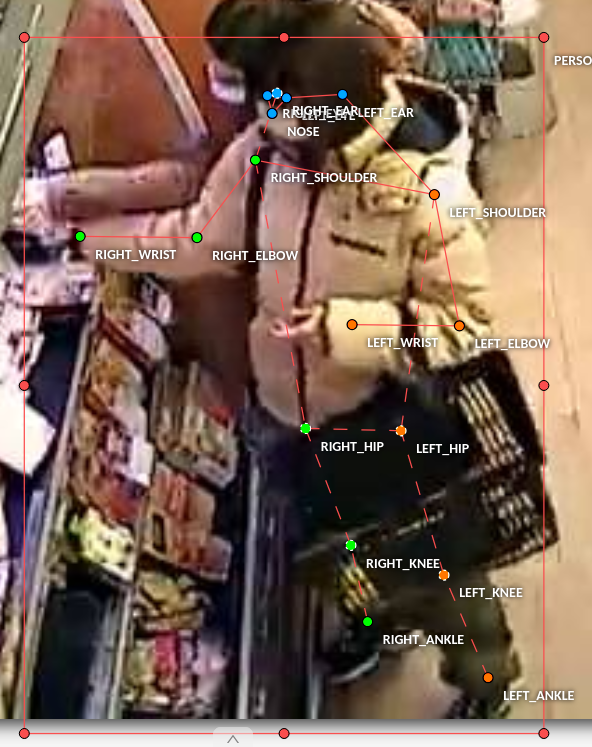 PERSO
RIGHT_EAR
LEFT_EAR
NOSE
RIGHT_SHOULDER
LEFT_SHOULDER
RIGHT_WRIST
RIGHT_ELBOW
LEFT_WRIST
LEFT_ELBOW
RIGHT_HIP
LEFT_HIP
RIGHT_KNEE
LEFT_KNEE
RIGHT_ANKLE
LEFT_ANKLE